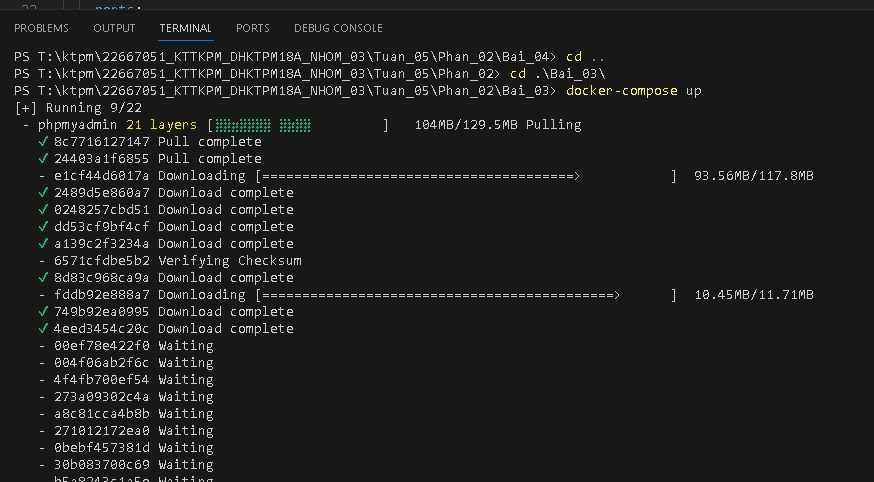 22 ports:
PROBLEMS OUTPUT TERMINAL PORTS DEBUG CONSOLE
PS T:\ktpm\22667051_KTTKPM_DHKTPM18A_NHOM_03\Tuan_05\Phan_02\Bai_04> cd ..
PS T:\ktpm\22667051_KTTKPM_DHKTPM18A_NHOM_03\Tuan_05\Phan_02> cd .\Bai_03\
PS T:\ktpm\22667051_KTTKPM_DHKTPM18A_NHOM_03\Tuan_05\Phan_02\Bai_03> docker-compose up
[+] Running 9/22
- phpmyadmin 21 layers [⣿⣿⣿⣿⣿⣿⣿ ⣿⣿⣿⣿] 104MB/129.5MB Pulling
✓ 8c7716127147 Pull complete
✓ 24403a1f6855 Pull complete
- e1cf44d6017a Downloading [=======================================> ] 93.56MB/117.8MB
✓ 2489d5e860a7 Download complete
✓ 0248257cbd51 Download complete
✓ dd53cf9bf4cf Download complete
✓ a139c2f3234a Download complete
- 6571cfdbe5b2 Verifying Checksum
✓ 8d83c968ca9a Download complete
- fddb92e888a7 Downloading [============================================> ] 10.45MB/11.71MB
✓ 749b92ea0995 Download complete
✓ 4eed3454c20c Download complete
- 00ef78e422f0 Waiting
- 004f06ab2f6c Waiting
- 4f4fb700ef54 Waiting
- 273a09302c4a Waiting
- a8c81cca4b8b Waiting
- 271012172ea0 Waiting
- 0bebf457381d Waiting
- 30b083700c69 Waiting
Waiting